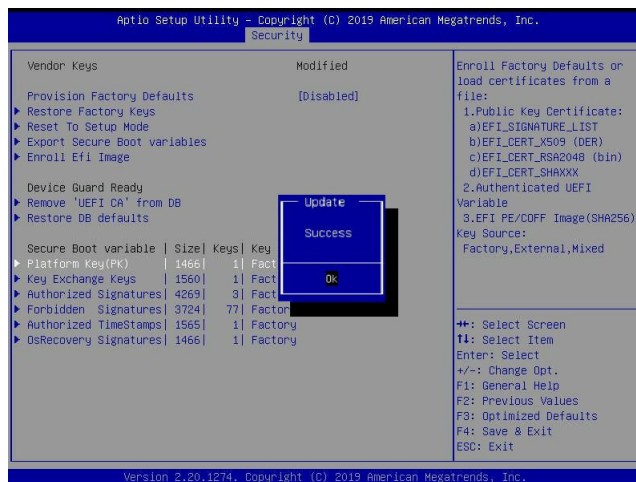 Aptio Setup Utility – Copyright (C) 2019 American Megatrends, Inc.
Security
Vendor Keys Modified
Provision Factory Defaults [Disabled]
Restore Factory Keys
Reset To Setup Mode
Export Secure Boot variables
Enroll Efi Image
Device Guard Ready
Remove 'UEFI CA' from DB
Restore DB defaults
Secure Boot variable | Size| Keys| Key
Platform Key(PK) | 1466| 1| Fact
Key Exchange Keys | 1560| 1| Fact
Authorized Signatures| 4269| 3| Fact
Forbidden Signatures| 3724| 77| Factor
Authorized TimeStamps| 1565| 1| Factory
OsRecovery Signatures| 1466| 1| Factory
Update
Success
Ok
Enroll Factory Defaults or
load certificates from a
file:
1.Public Key Certificate:
a)EFI_SIGNATURE_LIST
b)EFI_CERT_X509 (DER)
c)EFI_CERT_RSA2048 (bin)
d)EFI_CERT_SHAXXX
2.Authenticated UEFI
Variable
3.EFI PE/COFF Image(SHA256)
Key Source:
Factory,External,Mixed
→←: Select Screen
↑↓: Select Item
Enter: Select
+/-: Change Opt.
F1: General Help
F2: Previous Values
F3: Optimized Defaults
F4: Save & Exit
ESC: Exit
Version 2.20.1274. Copyright (C) 2019 American Megatrends, Inc.